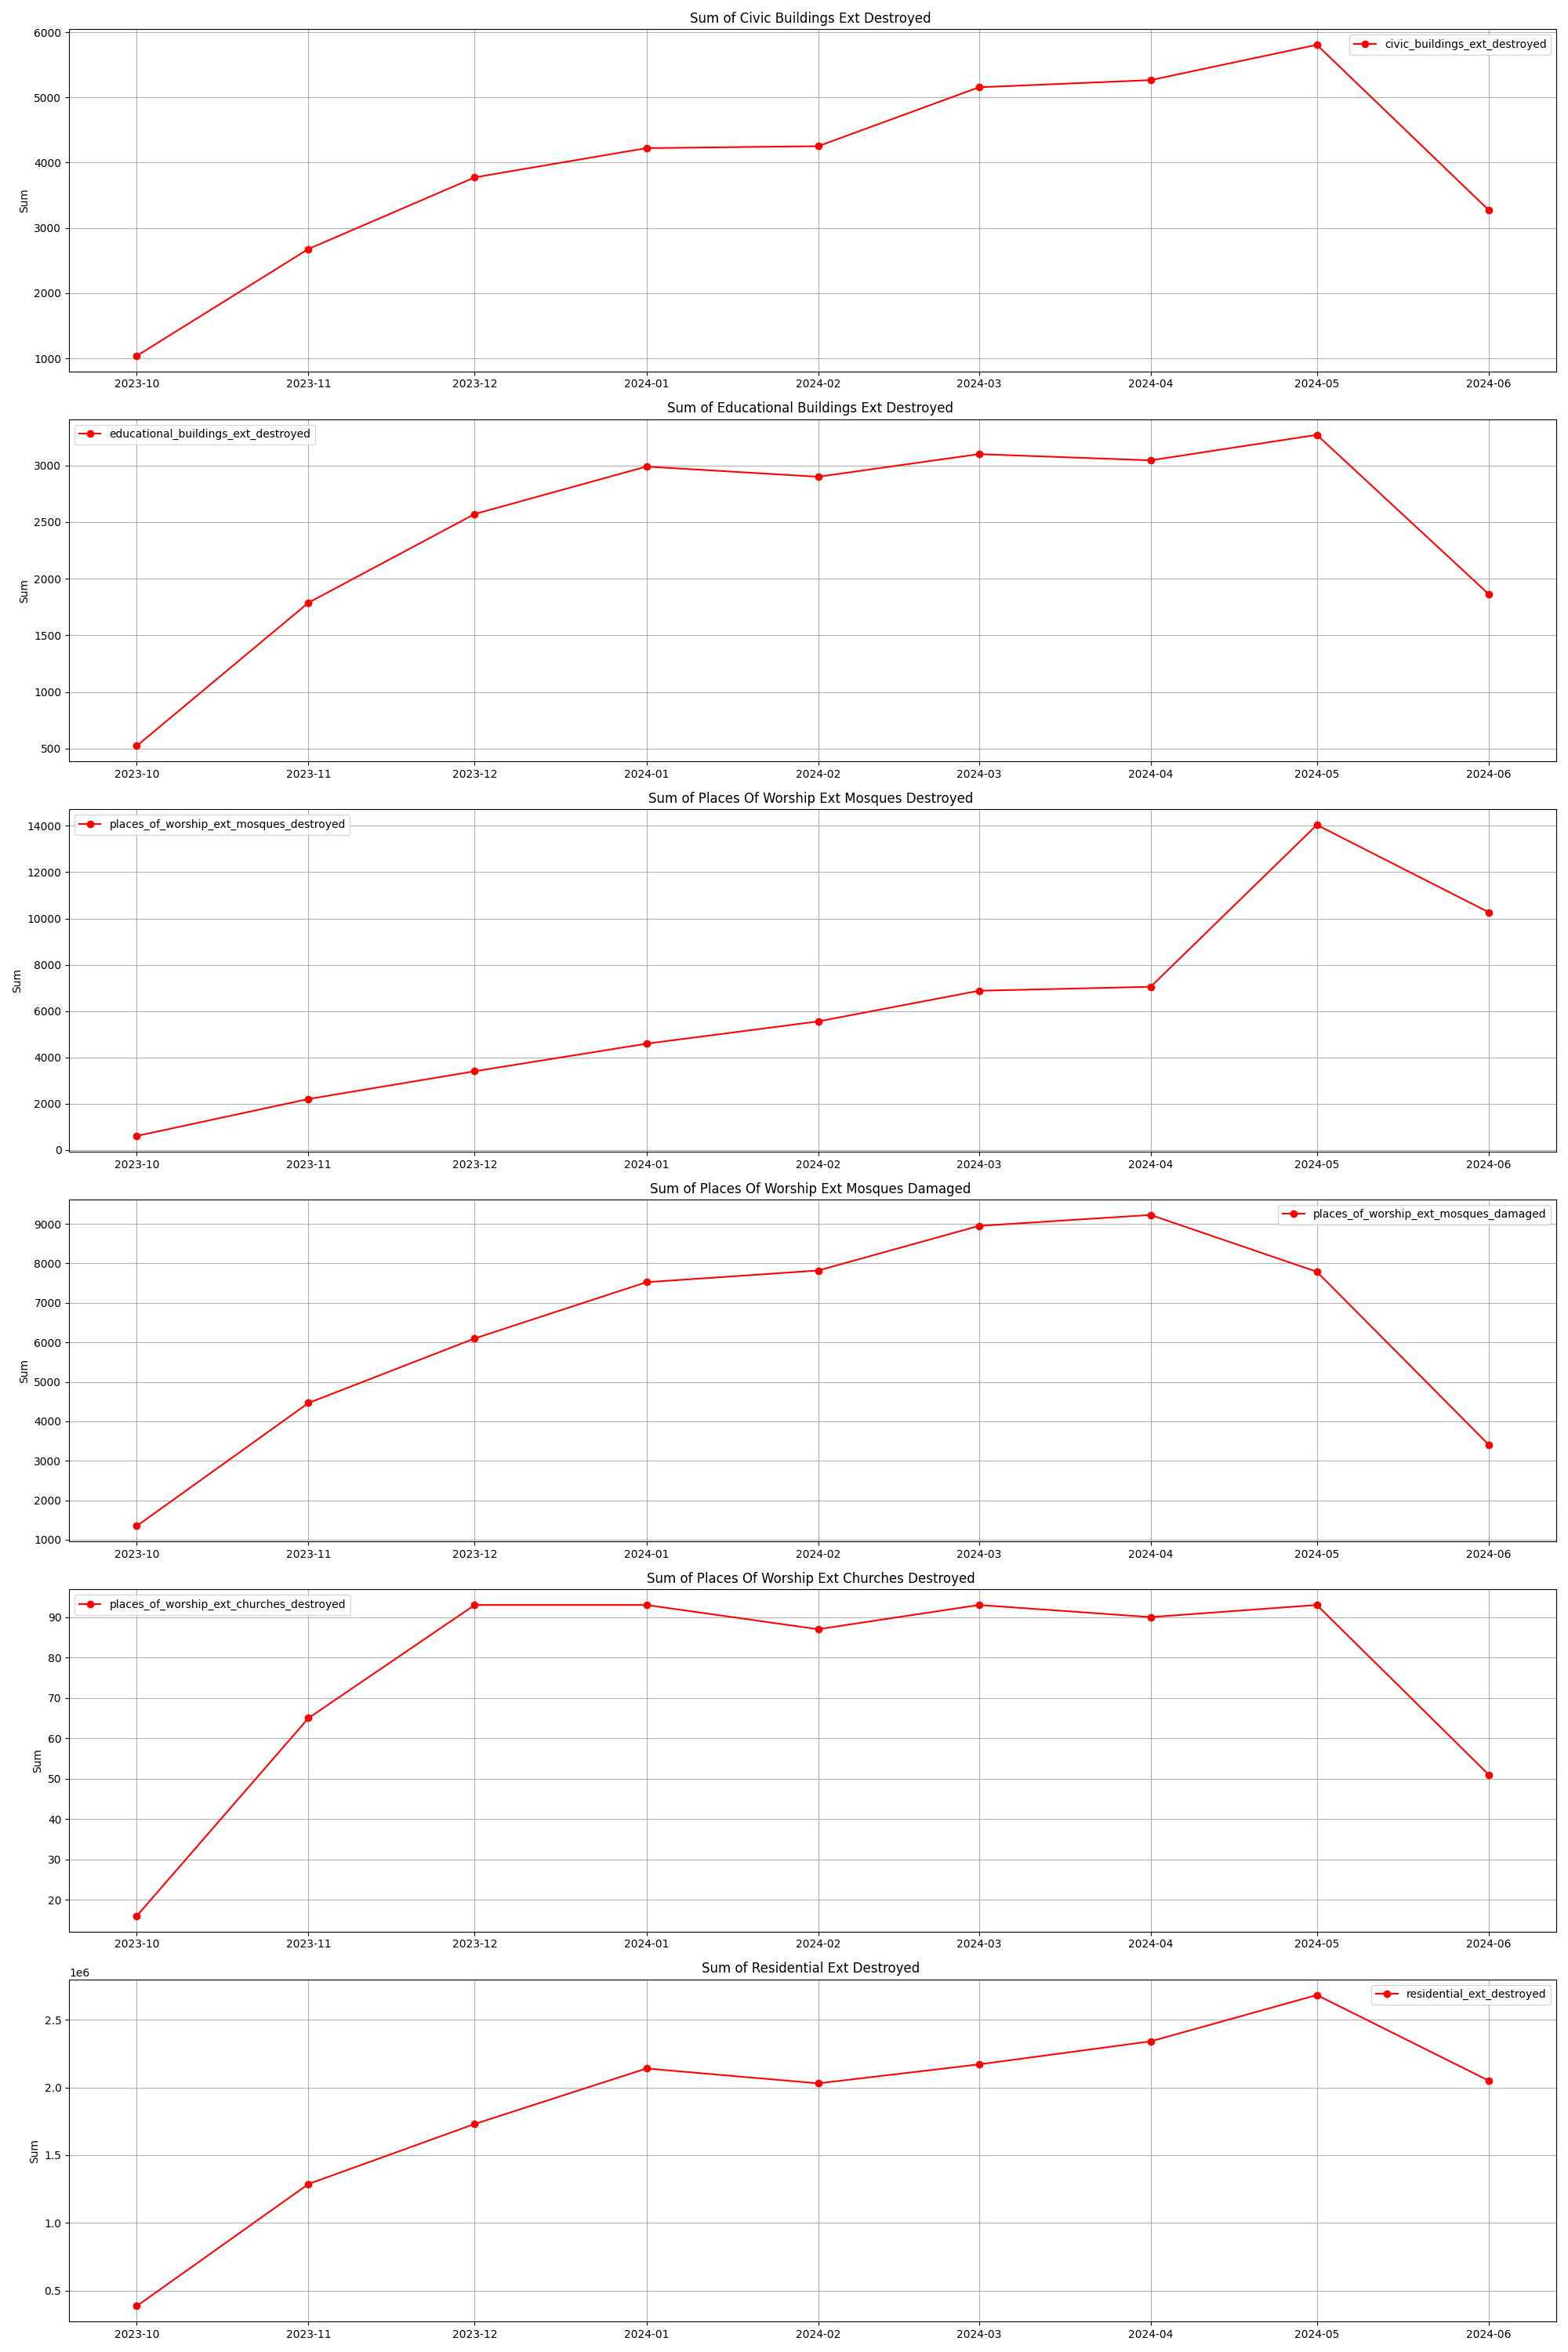 Sum of Civic Buildings Ext Destroyed
civic_buildings_ext_destroyed
6000
5000
4000
3000
2000
1000
Sum
2023-10 2023-11 2023-12 2024-01 2024-02 2024-03 2024-04 2024-05 2024-06
Sum of Educational Buildings Ext Destroyed
educational_buildings_ext_destroyed
3000
2500
2000
1500
1000
500
Sum
2023-10 2023-11 2023-12 2024-01 2024-02 2024-03 2024-04 2024-05 2024-06
Sum of Places Of Worship Ext Mosques Destroyed
places_of_worship_ext_mosques_destroyed
14000
12000
10000
8000
6000
4000
2000
0
Sum
2023-10 2023-11 2023-12 2024-01 2024-02 2024-03 2024-04 2024-05 2024-06
Sum of Places Of Worship Ext Mosques Damaged
places_of_worship_ext_mosques_damaged
9000
8000
7000
6000
5000
4000
3000
2000
1000
Sum
2023-10 2023-11 2023-12 2024-01 2024-02 2024-03 2024-04 2024-05 2024-06
Sum of Places Of Worship Ext Churches Destroyed
places_of_worship_ext_churches_destroyed
90
80
70
60
50
40
30
20
Sum
2023-10 2023-11 2023-12 2024-01 2024-02 2024-03 2024-04 2024-05 2024-06
Sum of Residential Ext Destroyed
1e6
residential_ext_destroyed
2.5
2.0
1.5
1.0
0.5
Sum
2023-10 2023-11 2023-12 2024-01 2024-02 2024-03 2024-04 2024-05 2024-06